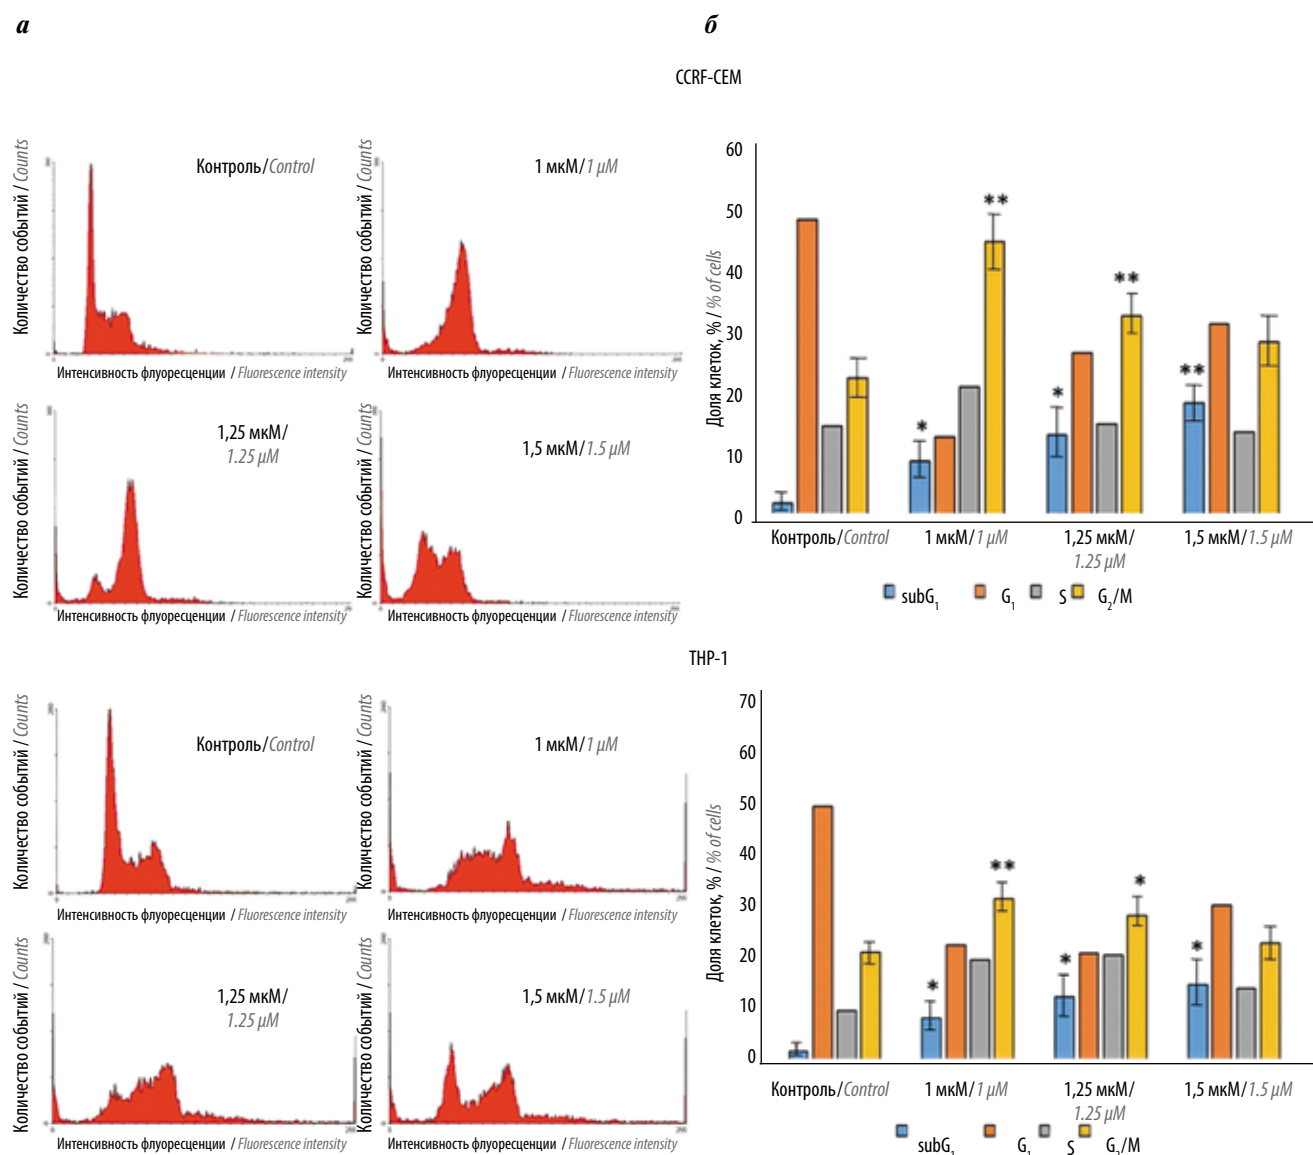 а
б
CCRF-CEM
Количество событий / Counts
Контроль/Control
Интенсивность флуоресценции / Fluorescence intensity
Количество событий / Counts
1 мкМ/1 µM
Интенсивность флуоресценции / Fluorescence intensity
Количество событий / Counts
1,25 мкМ/
1.25 µM
Интенсивность флуоресценции / Fluorescence intensity
Количество событий / Counts
1,5 мкМ/1.5 µM
Интенсивность флуоресценции / Fluorescence intensity
Доля клеток, % / % of cells
60
50
40
30
20
10
0
*
**
*
**
**
Контроль/Control
1 мкМ/1 µM
1,25 мкМ/
1.25 µM
1,5 мкМ/1.5 µM
subG₁ G₁ S G₂/M
THP-1
Количество событий / Counts
Контроль/Control
Интенсивность флуоресценции / Fluorescence intensity
Количество событий / Counts
1 мкМ/1 µM
Интенсивность флуоресценции / Fluorescence intensity
Количество событий / Counts
1,25 мкМ/
1.25 µM
Интенсивность флуоресценции / Fluorescence intensity
Количество событий / Counts
1,5 мкМ/1.5 µM
Интенсивность флуоресценции / Fluorescence intensity
Доля клеток, % / % of cells
70
60
50
40
30
20
10
0
*
**
*
*
*
Контроль/Control
1 мкМ/1 µM
1,25 мкМ/
1.25 µM
1,5 мкМ/1.5 µM
subG₁ G₁ S G₂/M